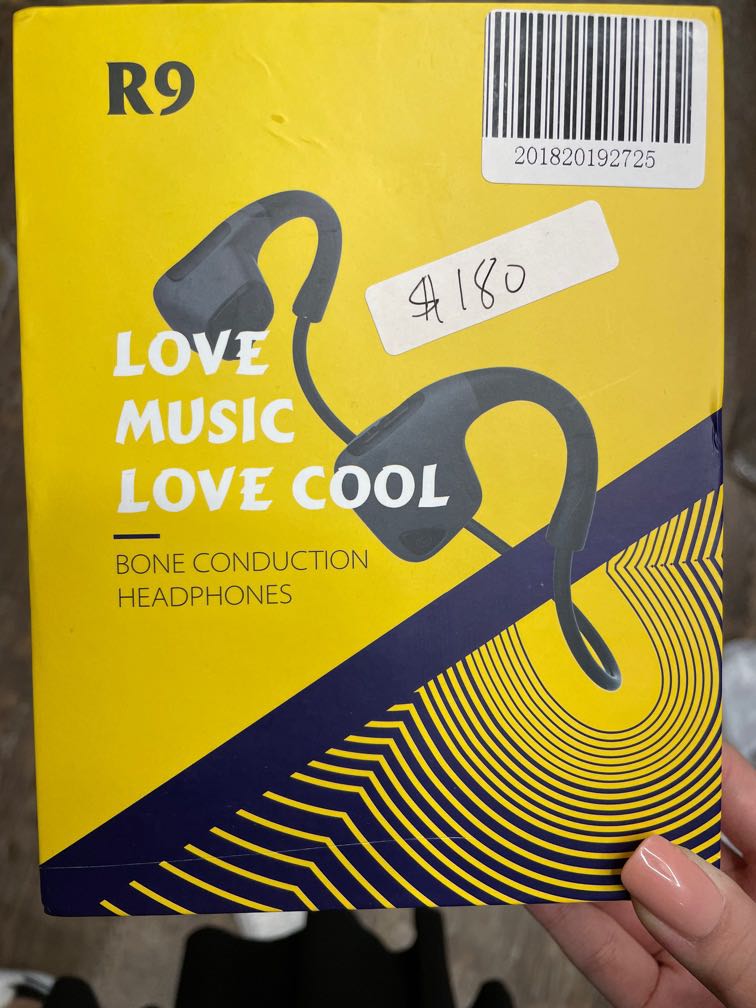 R9
201820192725
$180
LOVE
MUSIC
LOVE COOL
BONE CONDUCTION
HEADPHONES